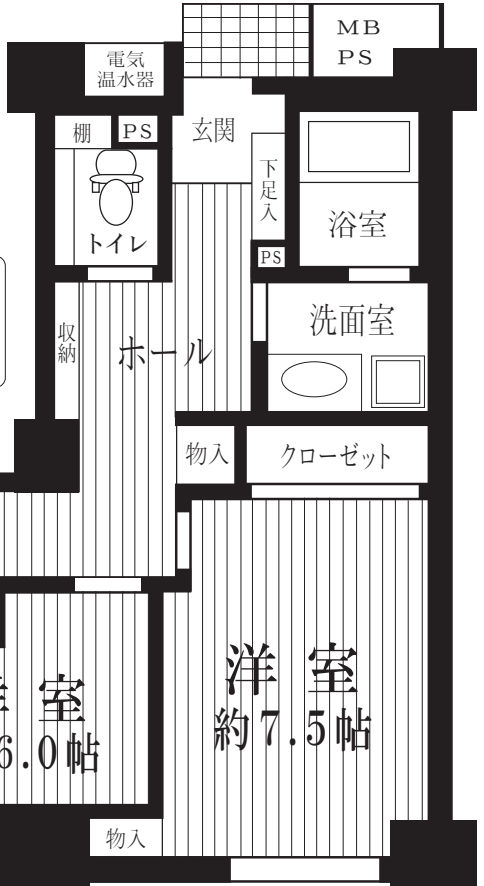 MB
PS
電気
温水器
棚
PS
玄関
下足入
浴室
トイレ
PS
収納
ホール
洗面室
物入
クローゼット
洋室
約7.5帖
室
6.0帖
物入